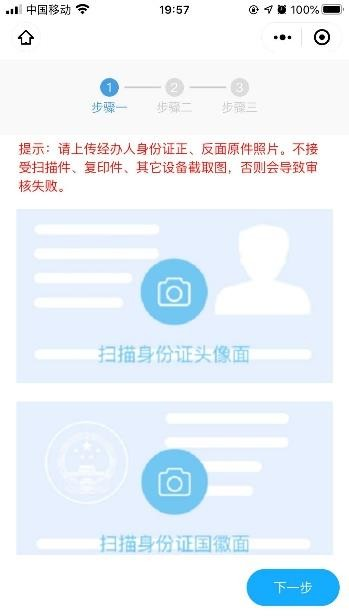 中国移动 19:57 100%
1 2 3
步骤一 步骤二 步骤三
提示：请上传经办人身份证正、反面原件照片。不接
受扫描件、复印件、其它设备截取图，否则会导致审
核失败。
扫描身份证头像面
扫描身份证国徽面
下一步